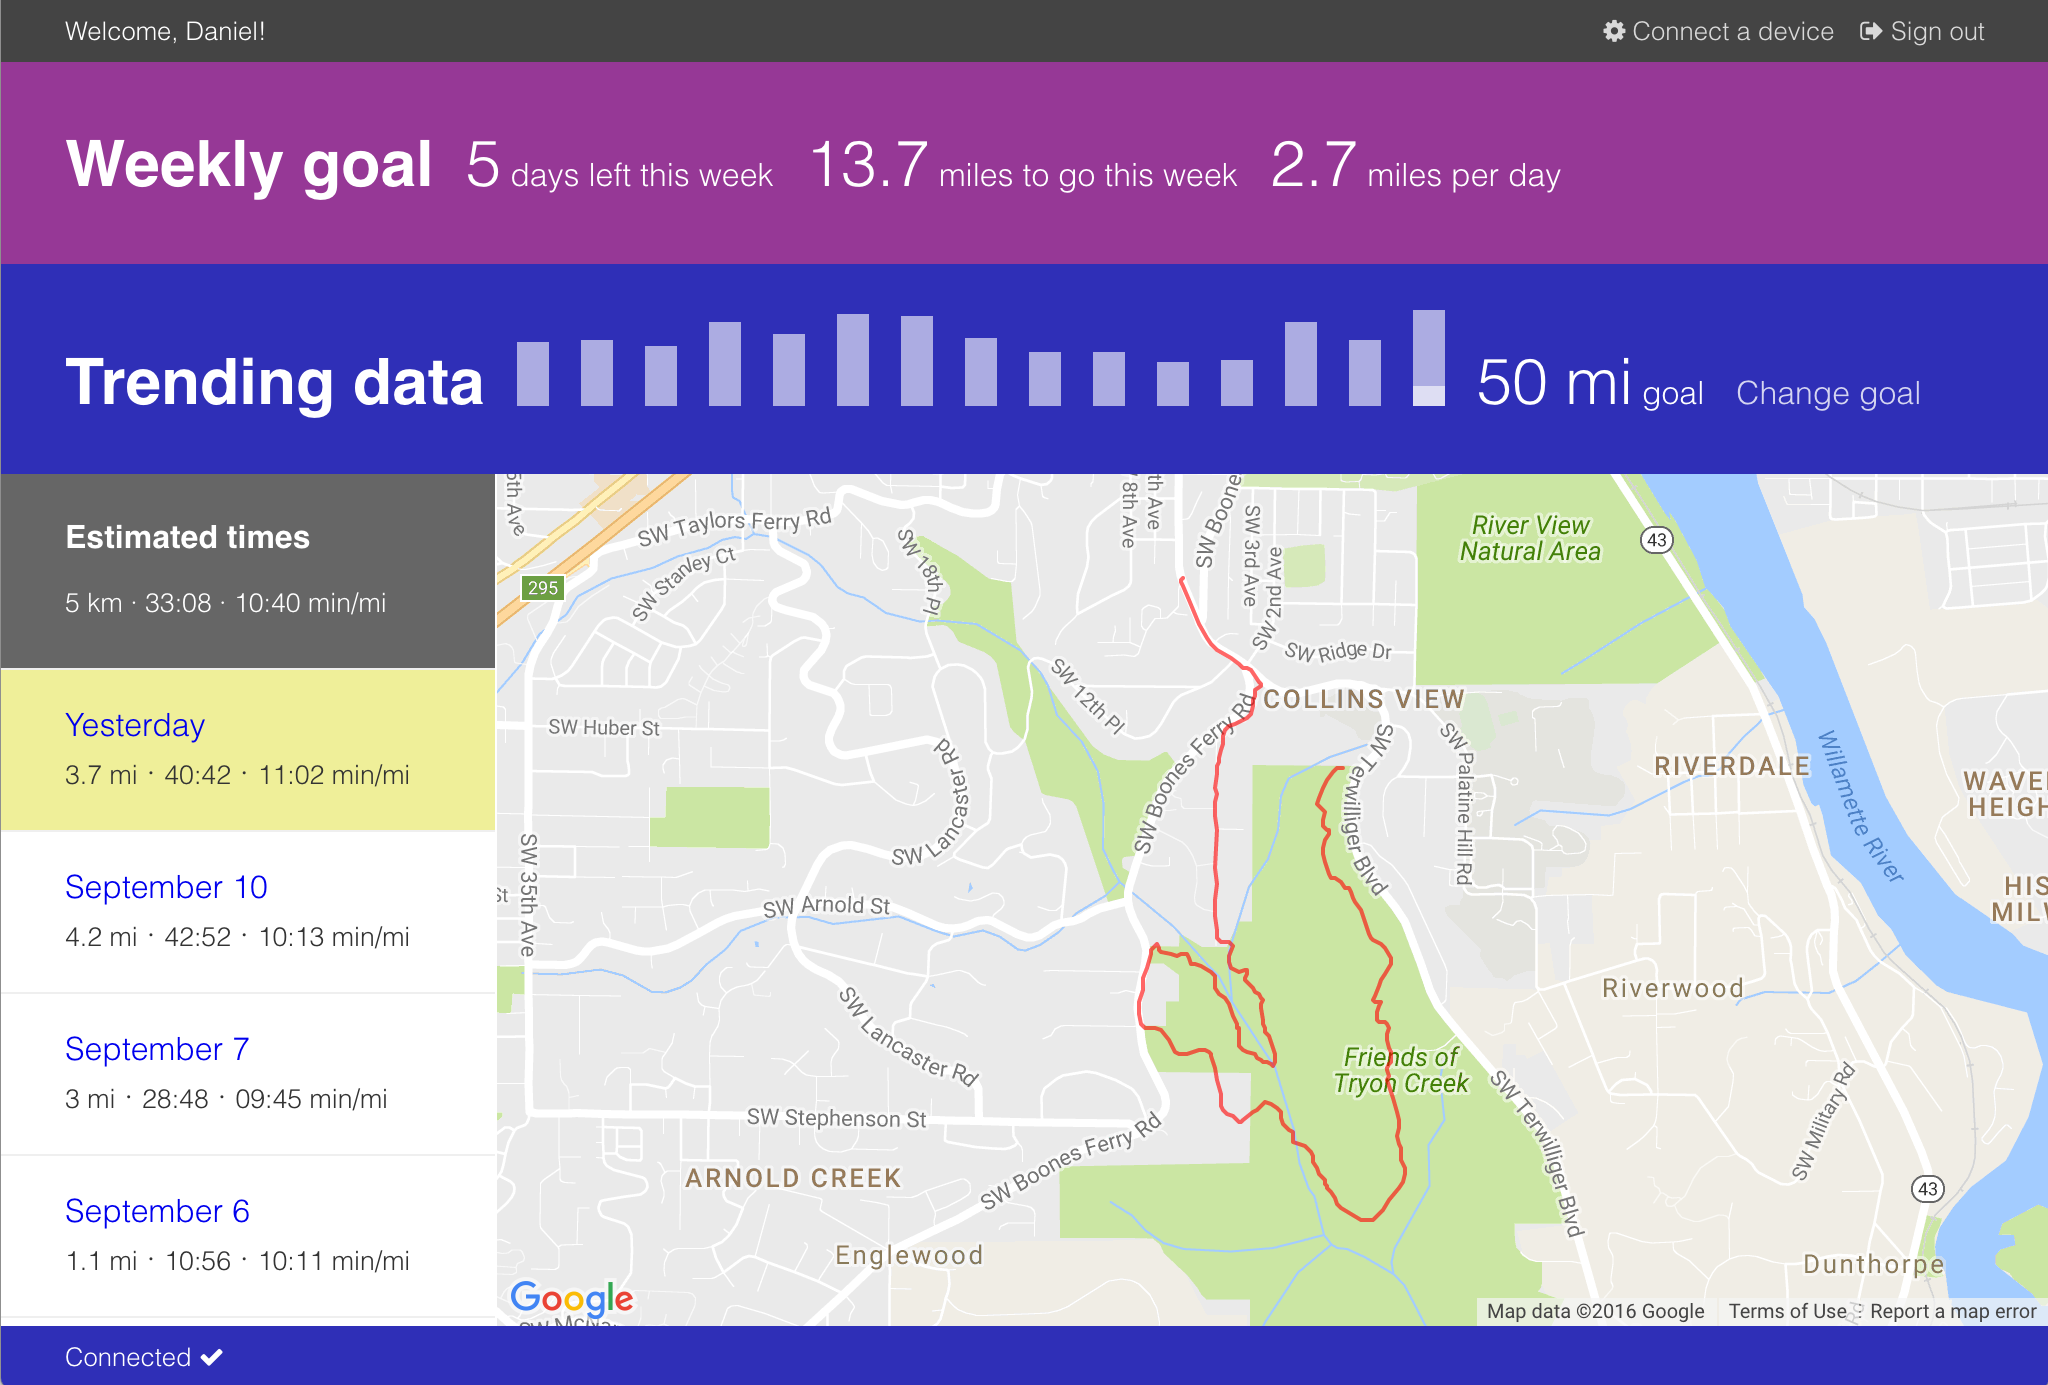 Welcome, Daniel!
Connect a device
Sign out
Weekly goal 5 days left this week 13.7 miles to go this week 2.7 miles per day
Trending data 50 mi goal Change goal
Estimated times
5 km · 33:08 · 10:40 min/mi
Yesterday
3.7 mi · 40:42 · 11:02 min/mi
September 10
4.2 mi · 42:52 · 10:13 min/mi
September 7
3 mi · 28:48 · 09:45 min/mi
September 6
1.1 mi · 10:56 · 10:11 min/mi
SW Taylors Ferry Rd
SW Stanley Ct
295
SW 18th Pl
8th Ave
th Ave
SW Boone
SW 3rd Ave
SW 2nd Ave
River View
Natural Area
43
SW Ridge Dr
SW 12th Pl
COLLINS VIEW
SW Huber St
SW Boones Ferry Rd
SW Terwilliger Blvd
SW Palatine Hill Rd
RIVERDALE
Willamette River
WAVE
HEIGH
SW Lancaster Rd
SW 35th Ave
St
SW Arnold St
HIS
MIL
SW Lancaster Rd
Riverwood
Friends of
Tryon Creek
SW Stephenson St
SW Boones Ferry Rd
SW Terwilliger Blvd
SW Military Rd
ARNOLD CREEK
43
Englewood
Dunthorpe
Google
Map data ©2016 Google
Terms of Use
Report a map error
Connected